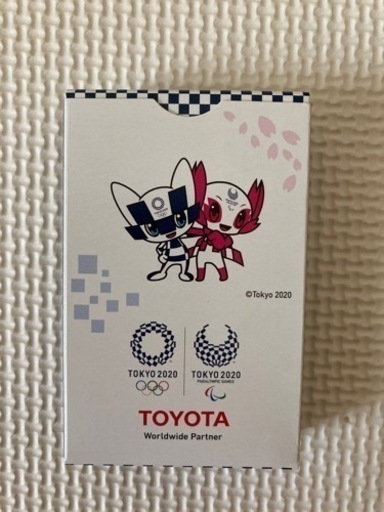 ©Tokyo 2020
TOKYO 2020
TOKYO 2020
PARALYMPIC GAMES
TOYOTA
Worldwide Partner